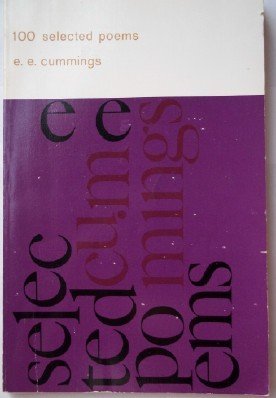 100 selected poems
e. e. cummings
e e
selec
ted cum
po mings
ems